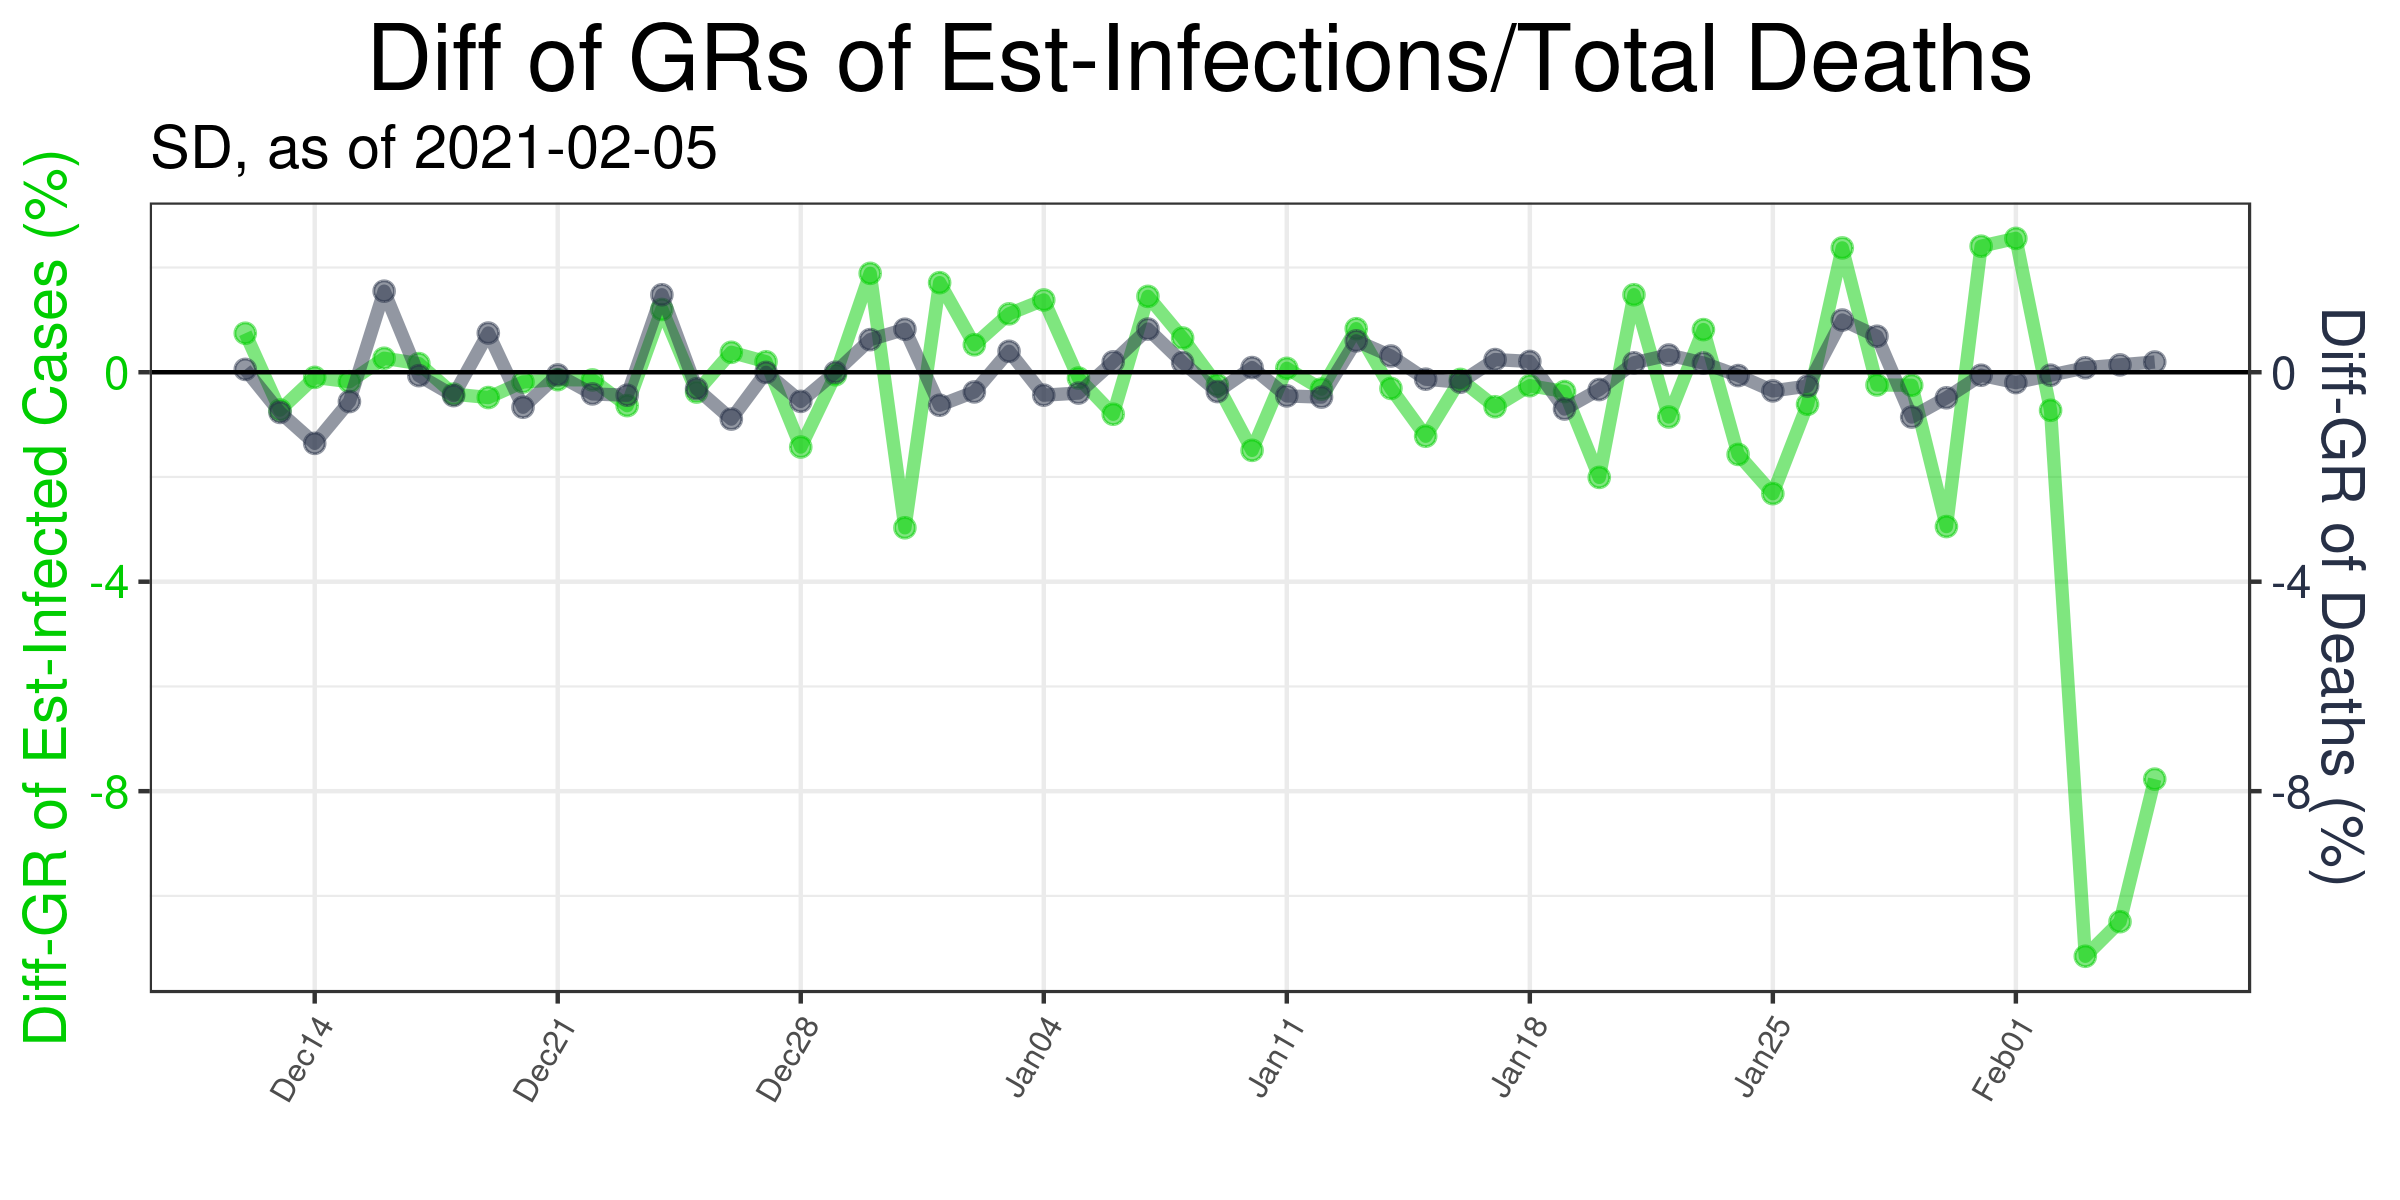 Diff of GRs of Est-Infections/Total Deaths
SD, as of 2021-02-05
Diff-GR of Est-Infected Cases (%)
0
-4
-8
0
-4
-8
Diff-GR of Deaths (%)
Dec14
Dec21
Dec28
Jan04
Jan11
Jan18
Jan25
Feb01